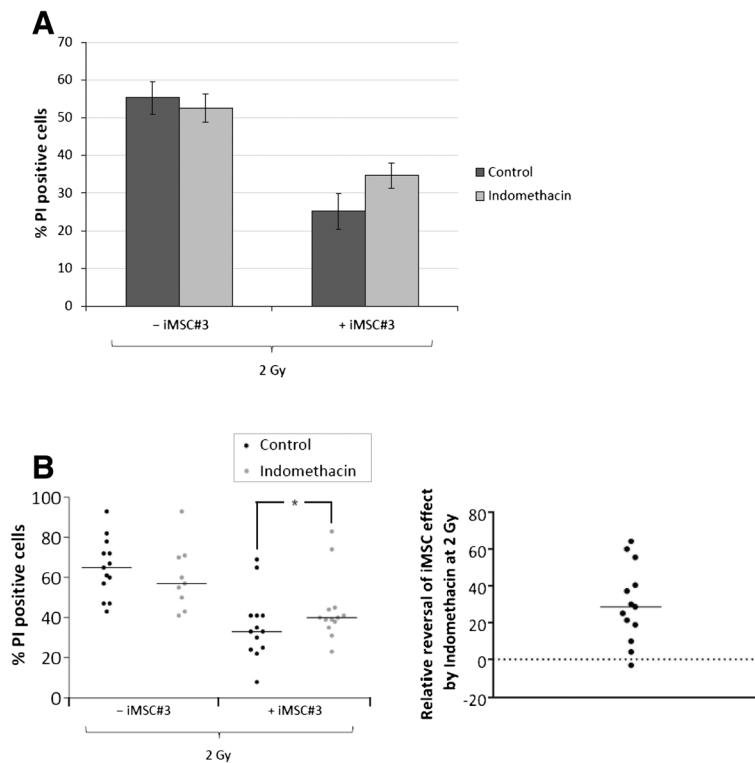 A
70
60
50
40
30
20
10
0
% PI positive cells
– iMSC#3
+ iMSC#3
2 Gy
Control
Indomethacin
B
Control
Indomethacin
*
100
80
60
40
20
0
% PI positive cells
– iMSC#3
+ iMSC#3
2 Gy
Relative reversal of iMSC effect
by Indomethacin at 2 Gy
80
60
40
20
0
-20